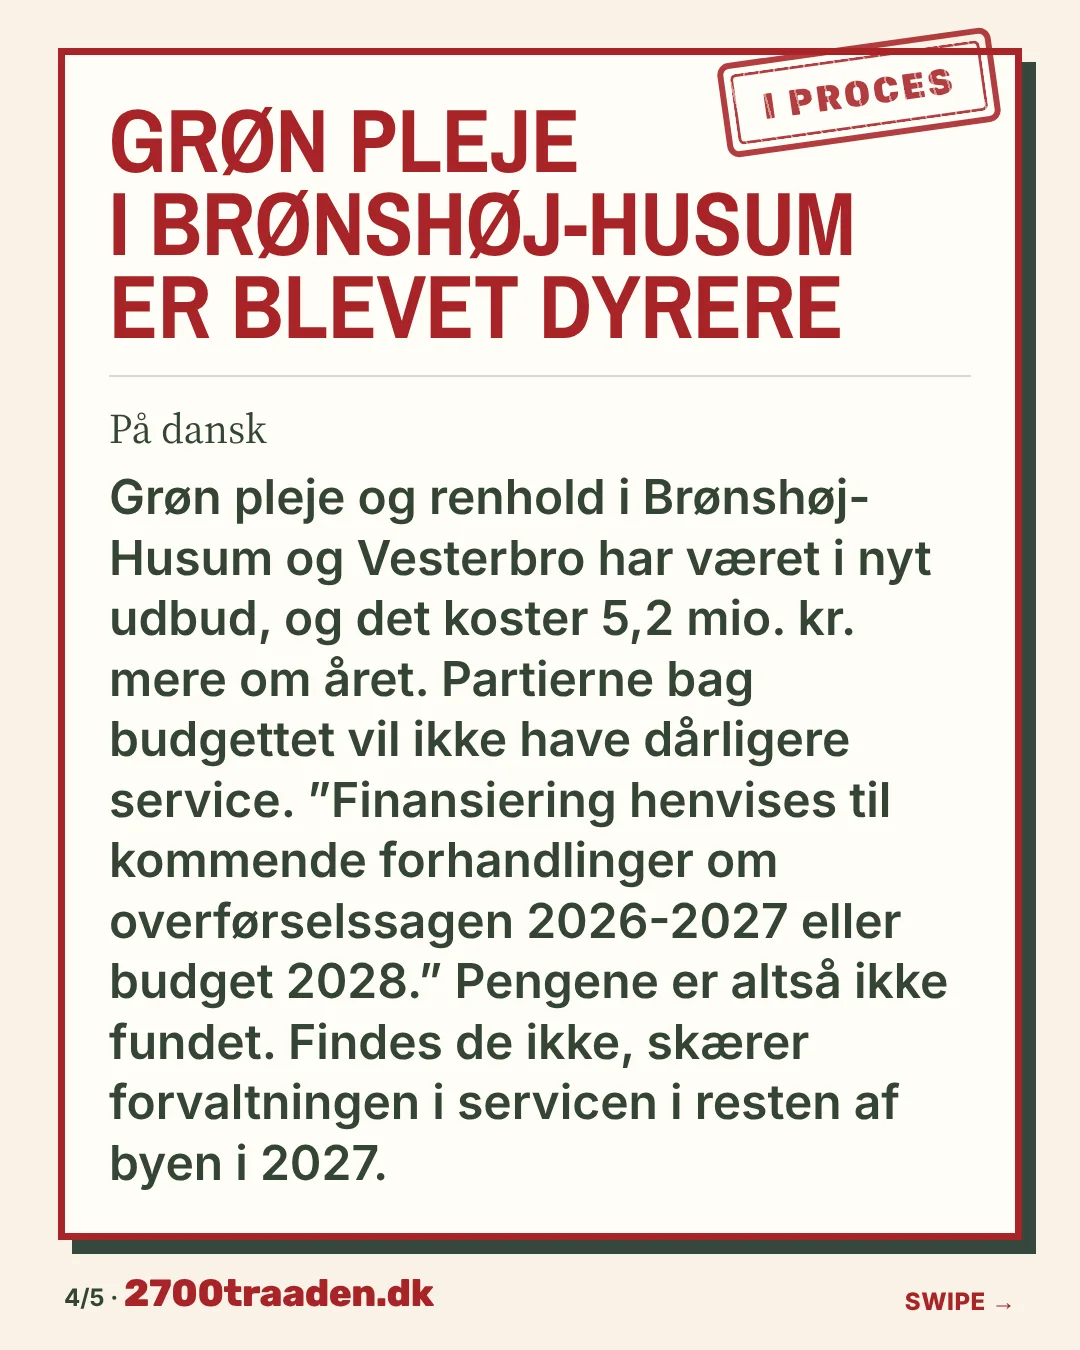 I PROCES
GRØN PLEJE
I BRØNSHØJ-HUSUM
ER BLEVET DYRERE
På dansk
Grøn pleje og renhold i Brønshøj-
Husum og Vesterbro har været i nyt
udbud, og det koster 5,2 mio. kr.
mere om året. Partierne bag
budgettet vil ikke have dårligere
service. ”Finansiering henvises til
kommende forhandlinger om
overførselssagen 2026-2027 eller
budget 2028.” Pengene er altså ikke
fundet. Findes de ikke, skærer
forvaltningen i servicen i resten af
byen i 2027.
4/5 · 2700traaden.dk
SWIPE →